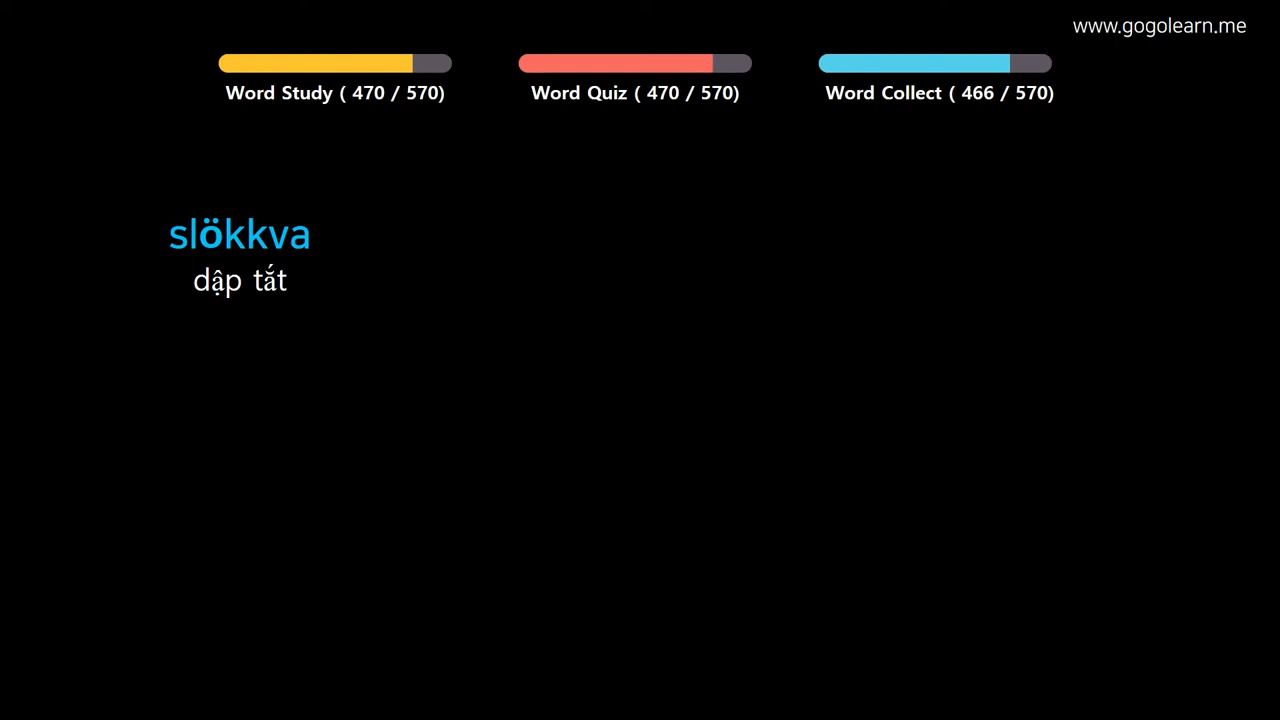 www.gogolearn.me
Word Study ( 470 / 570)
Word Quiz ( 470 / 570)
Word Collect ( 466 / 570)
slökkva
dập tắt